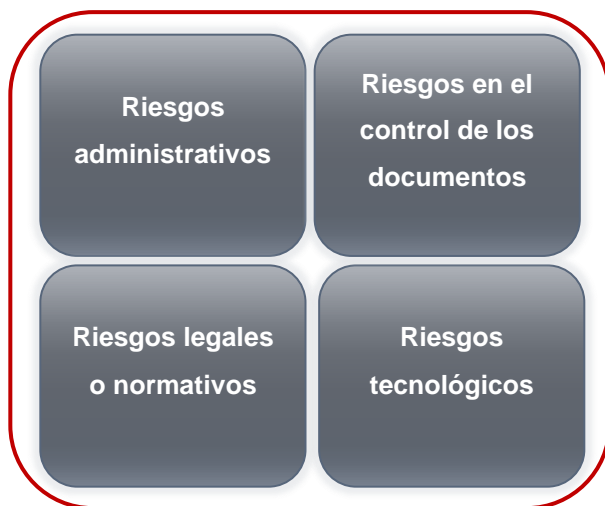 Riesgos
administrativos
Riesgos en el
control de los
documentos
Riesgos legales
o normativos
Riesgos
tecnológicos